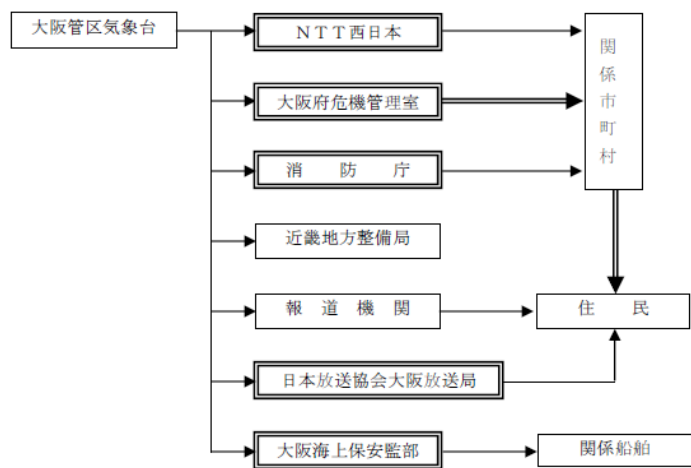 大阪管区気象台
NTT西日本
関係市町村
大阪府危機管理室
消防庁
近畿地方整備局
報道機関
住民
日本放送協会大阪放送局
大阪海上保安監部
関係船舶